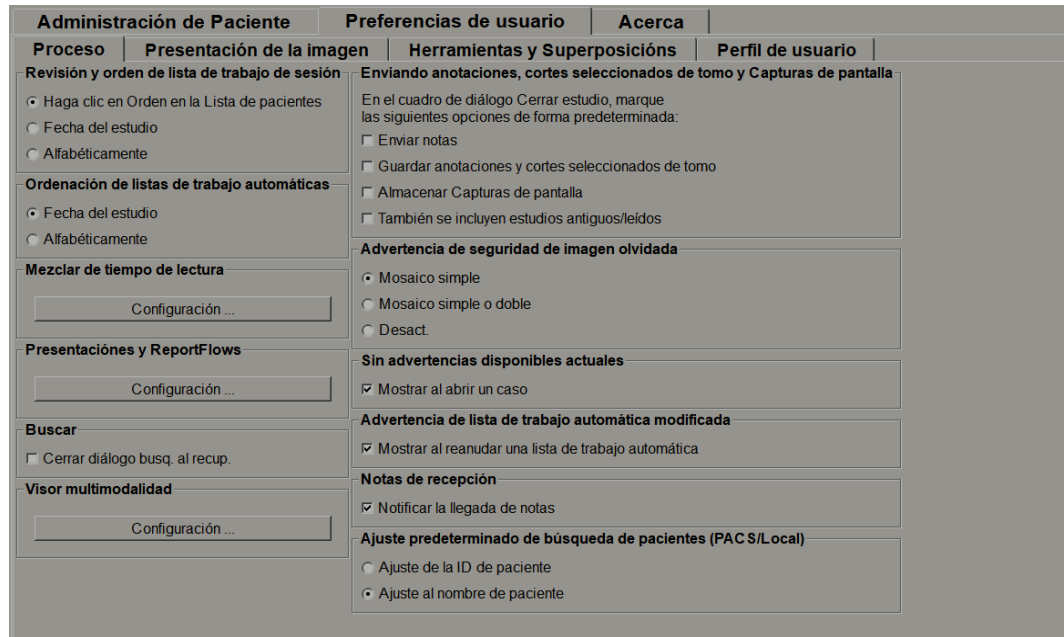 Administración de Paciente
Preferencias de usuario
Acerca
Proceso
Presentación de la imagen
Herramientas y Superposicións
Perfil de usuario
Revisión y orden de lista de trabajo de sesión
Haga clic en Orden en la Lista de pacientes
Fecha del estudio
Alfabéticamente
Ordenación de listas de trabajo automáticas
Fecha del estudio
Alfabéticamente
Mezclar de tiempo de lectura
Configuración ...
Presentaciónes y ReportFlows
Configuración ...
Buscar
Cerrar diálogo busq. al recup.
Visor multimodalidad
Configuración ...
Enviando anotaciones, cortes seleccionados de tomo y Capturas de pantalla
En el cuadro de diálogo Cerrar estudio, marque
las siguientes opciones de forma predeterminada:
Enviar notas
Guardar anotaciones y cortes seleccionados de tomo
Almacenar Capturas de pantalla
También se incluyen estudios antiguos/leídos
Advertencia de seguridad de imagen olvidada
Mosaico simple
Mosaico simple o doble
Desact.
Sin advertencias disponibles actuales
Mostrar al abrir un caso
Advertencia de lista de trabajo automática modificada
Mostrar al reanudar una lista de trabajo automática
Notas de recepción
Notificar la llegada de notas
Ajuste predeterminado de búsqueda de pacientes (PACS/Local)
Ajuste de la ID de paciente
Ajuste al nombre de paciente